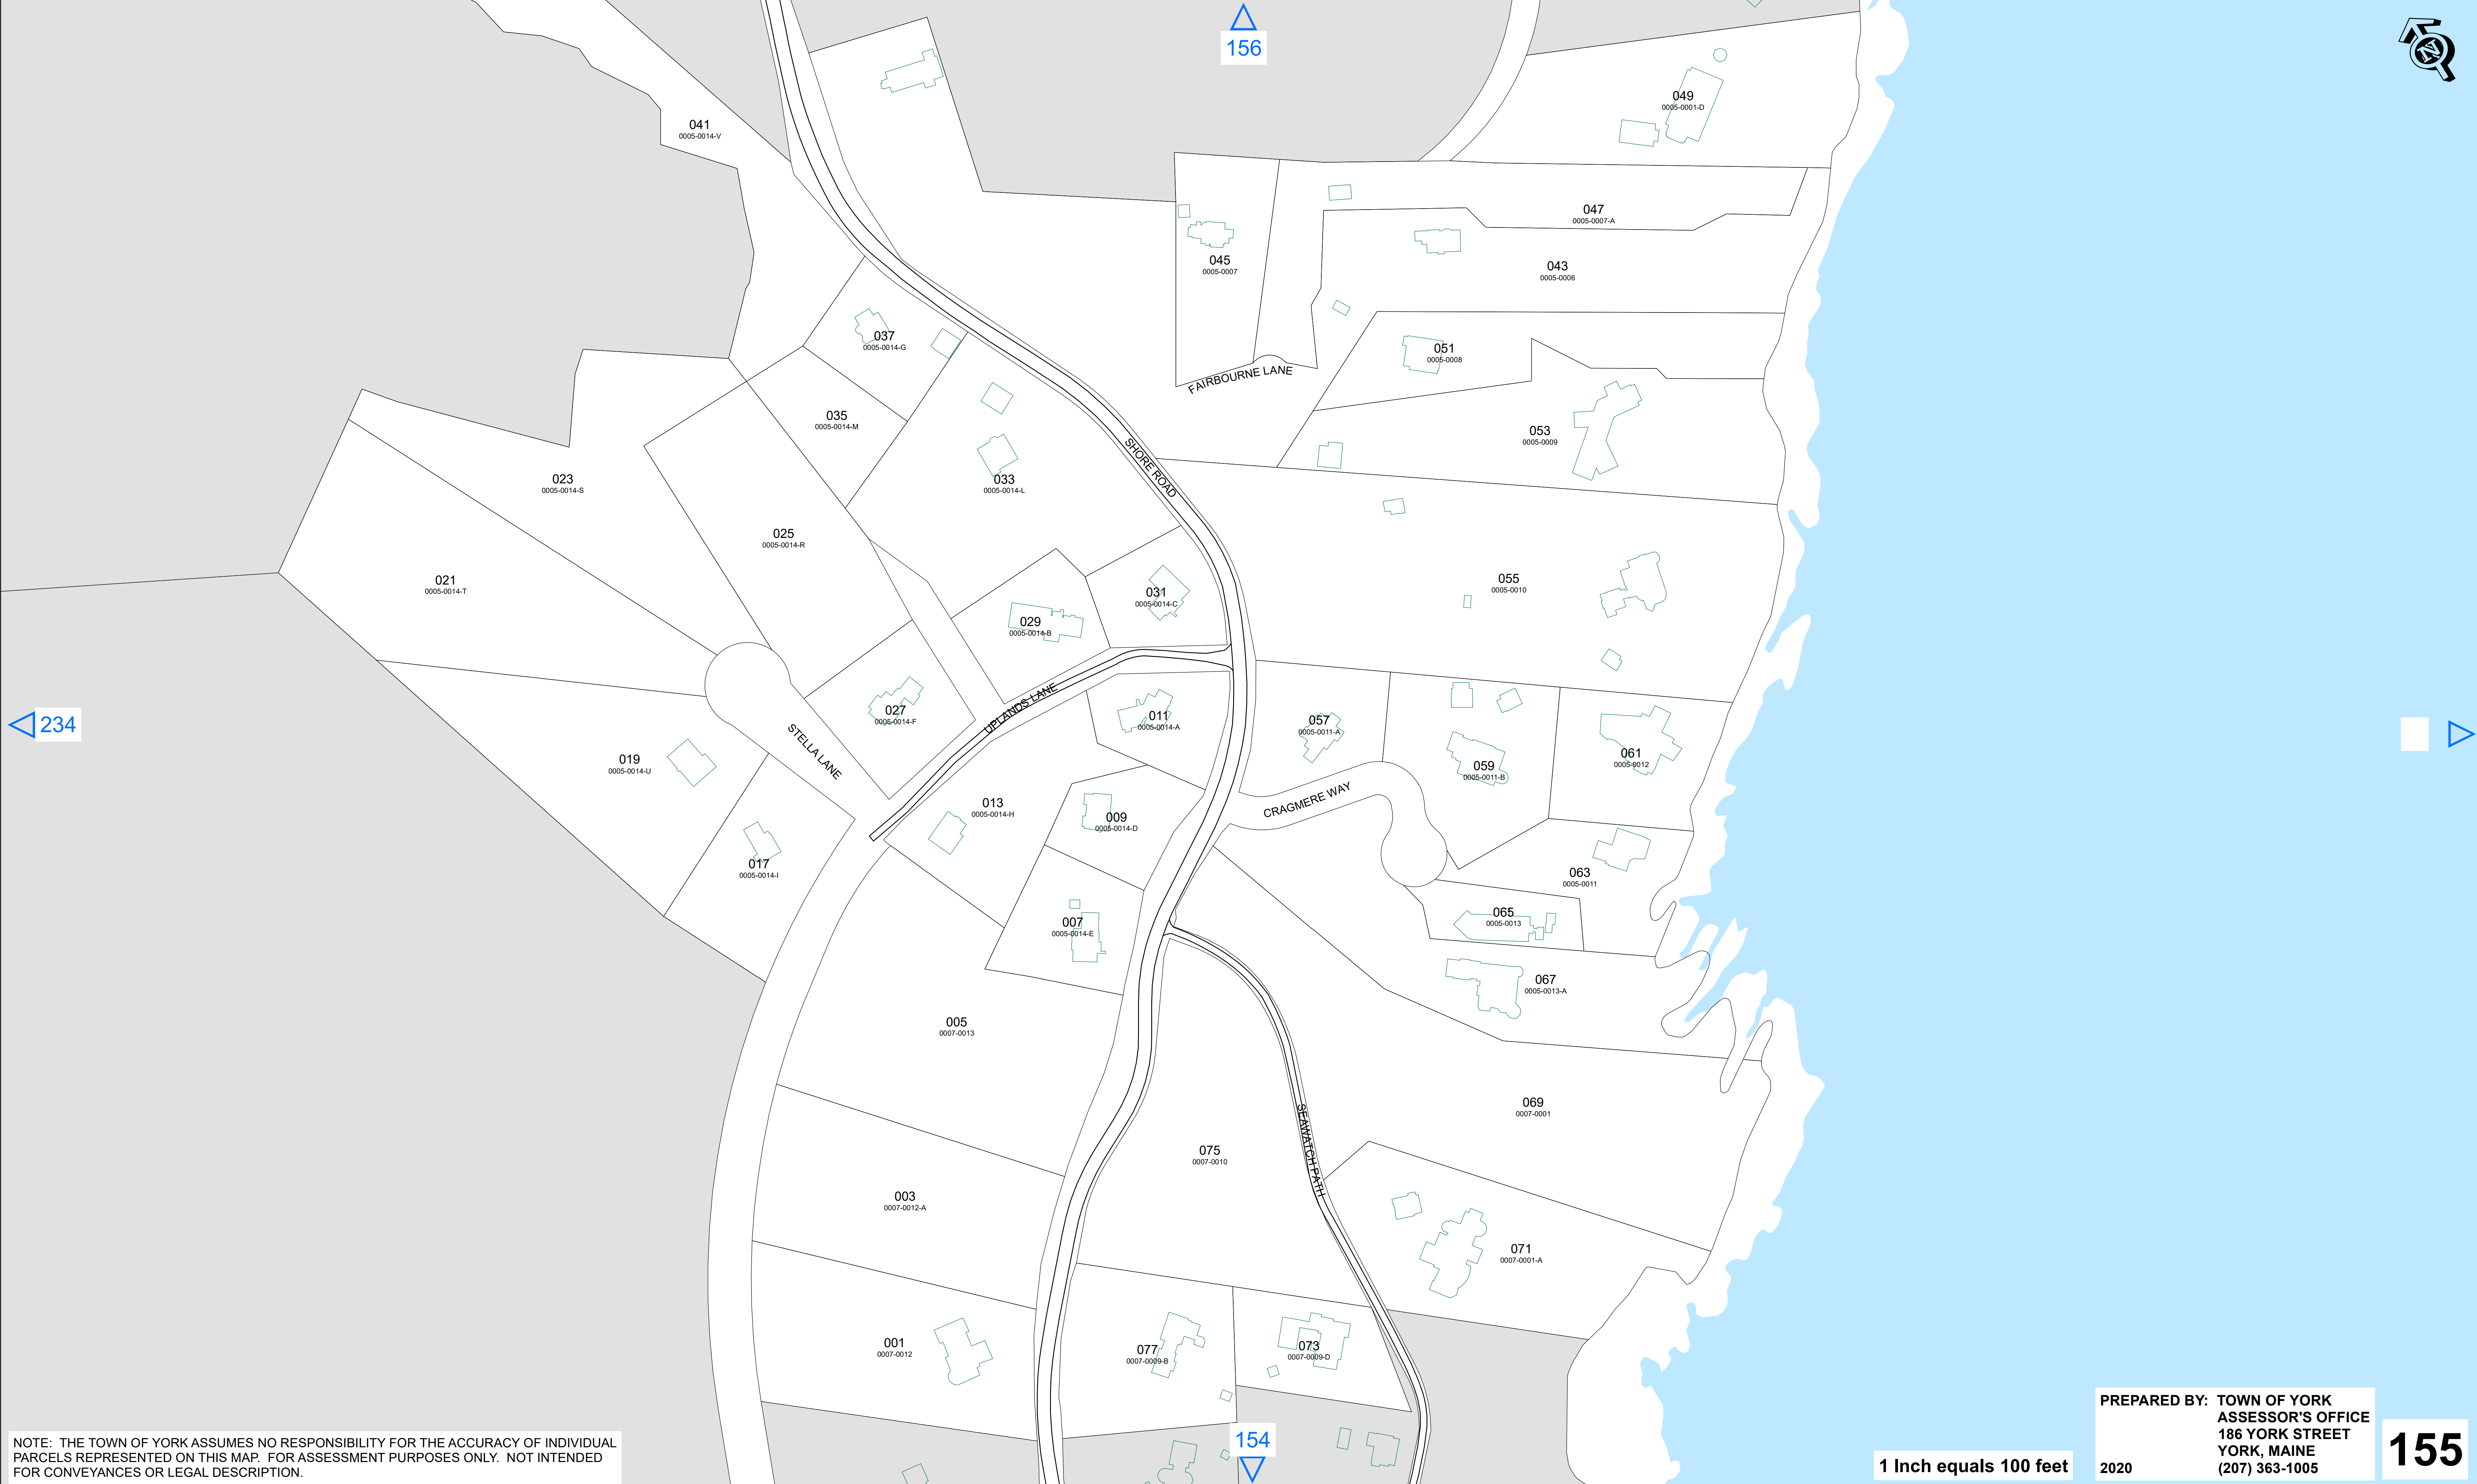 156
N
041
0005-0014-V
049
0005-0001-D
047
0005-0007-A
045
0005-0007
043
0005-0006
037
0005-0014-G
051
0005-0008
FAIRBOURNE LANE
035
0005-0014-M
053
0005-0009
SHORE ROAD
023
0005-0014-S
033
0005-0014-L
025
0005-0014-R
021
0005-0014-T
055
0005-0010
031
0005-0014-C
029
0005-0014-B
UPLANDS LANE
027
0005-0014-F
011
0005-0014-A
057
0005-0011-A
234
STELLA LANE
019
0005-0014-U
059
0005-0011-B
061
0005-0012
CRAGMERE WAY
013
0005-0014-H
009
0005-0014-D
017
0005-0014-I
063
0005-0011
065
0005-0013
007
0005-0014-E
067
0005-0013-A
005
0007-0013
069
0007-0001
SEAWATCH PATH
075
0007-0010
003
0007-0012-A
071
0007-0001-A
001
0007-0012
077
0007-0009-B
073
0007-0009-D
154
NOTE: THE TOWN OF YORK ASSUMES NO RESPONSIBILITY FOR THE ACCURACY OF INDIVIDUAL
PARCELS REPRESENTED ON THIS MAP. FOR ASSESSMENT PURPOSES ONLY. NOT INTENDED
FOR CONVEYANCES OR LEGAL DESCRIPTION.
1 Inch equals 100 feet
PREPARED BY: TOWN OF YORK
ASSESSOR'S OFFICE
186 YORK STREET
YORK, MAINE
2020 (207) 363-1005
155